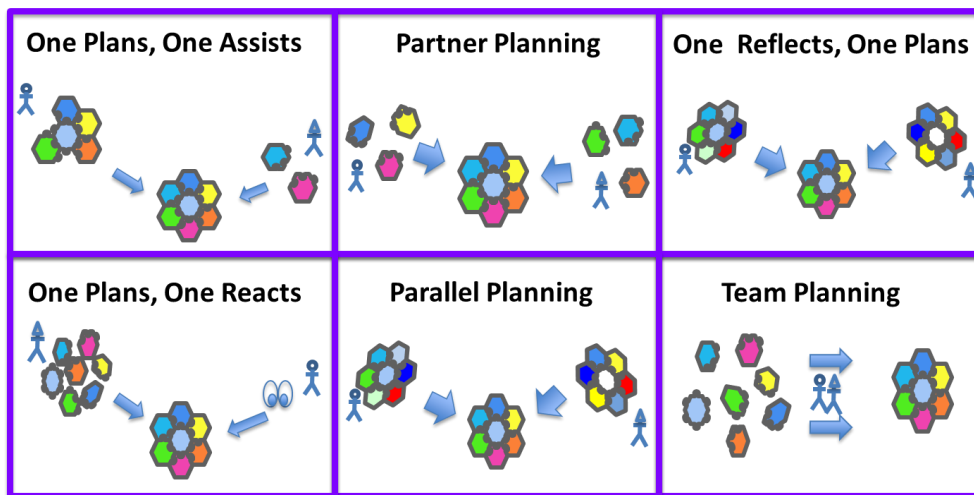 One Plans, One Assists
Partner Planning
One Reflects, One Plans
One Plans, One Reacts
Parallel Planning
Team Planning